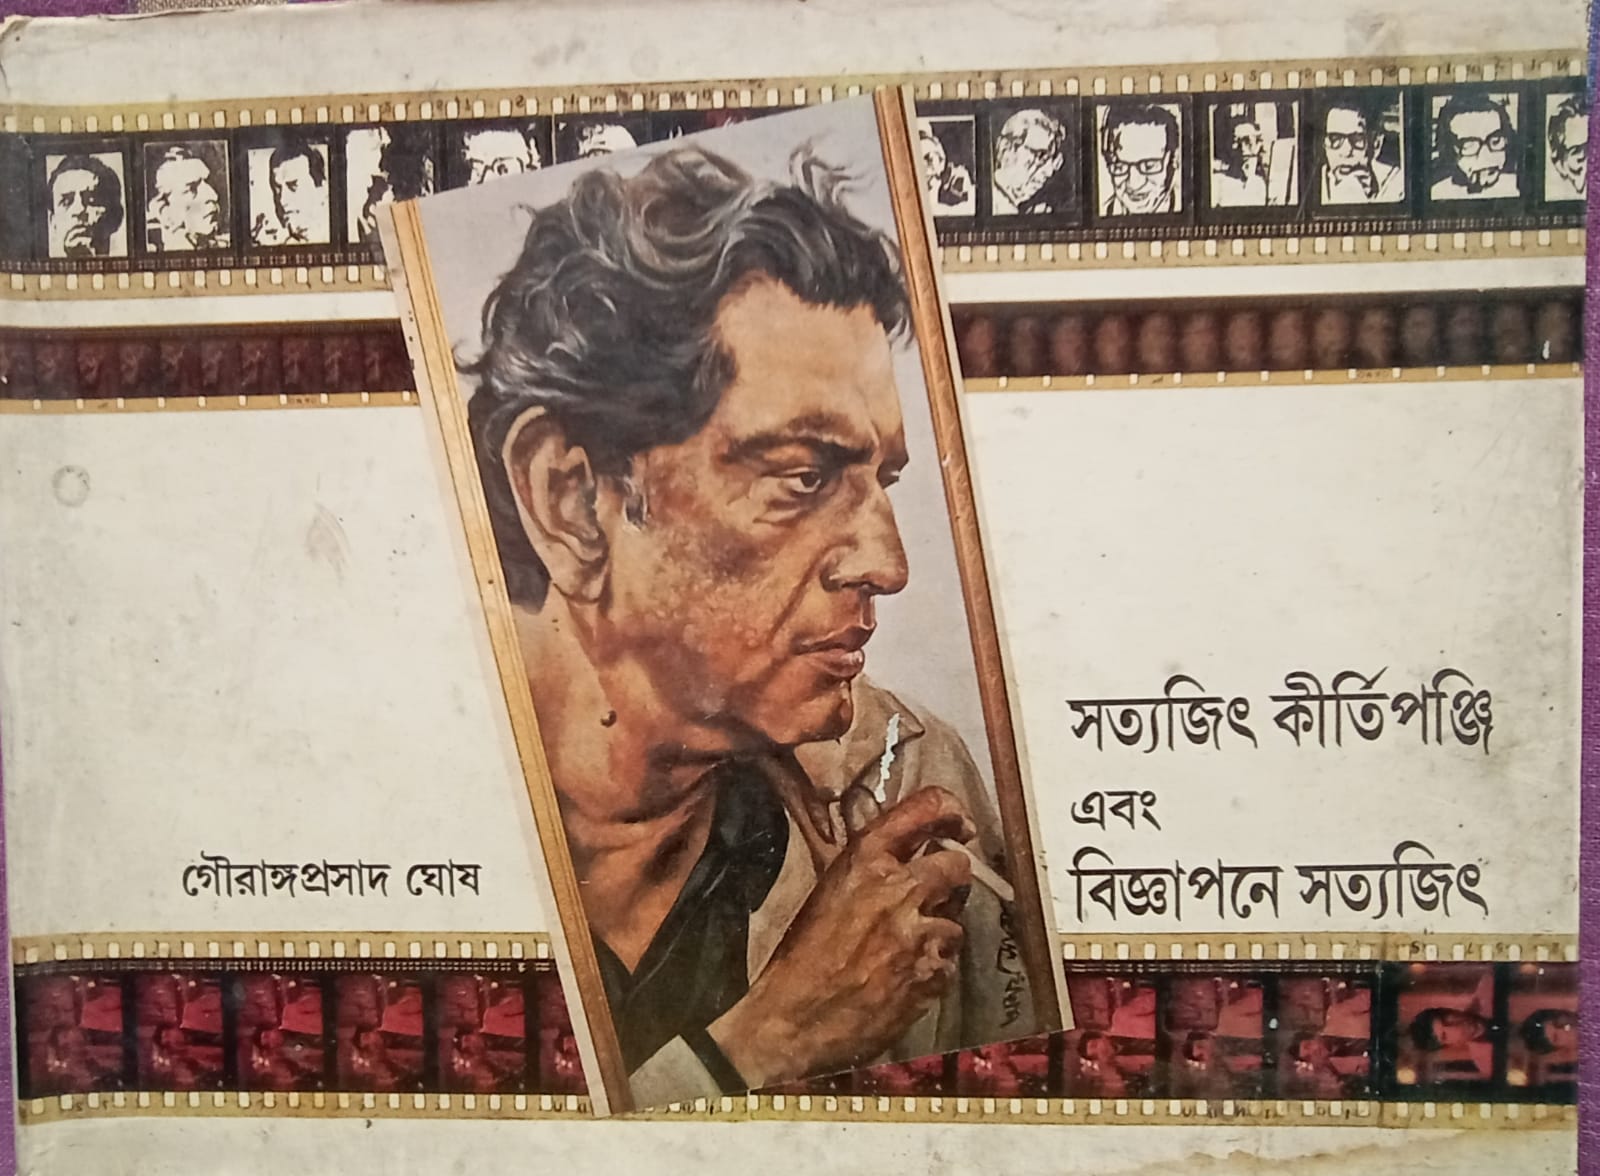 সত্যজিৎ কীর্তিপঞ্জি
এবং
বিজ্ঞাপনে সত্যজিৎ
গৌরাঙ্গপ্রসাদ ঘোষ